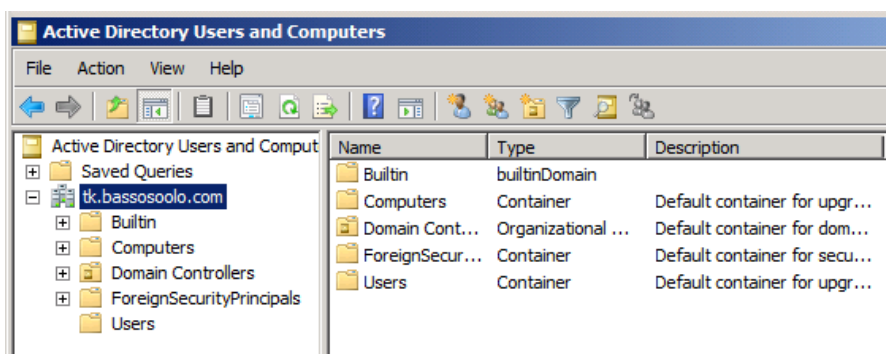 Active Directory Users and Computers
File Action View Help
Active Directory Users and Comput
Saved Queries
tk.bassosoolo.com
Builtin
Computers
Domain Controllers
ForeignSecurityPrincipals
Users
Name Type Description
Builtin builtinDomain
Computers Container Default container for upgr...
Domain Cont... Organizational ... Default container for dom...
ForeignSecur... Container Default container for secu...
Users Container Default container for upgr...